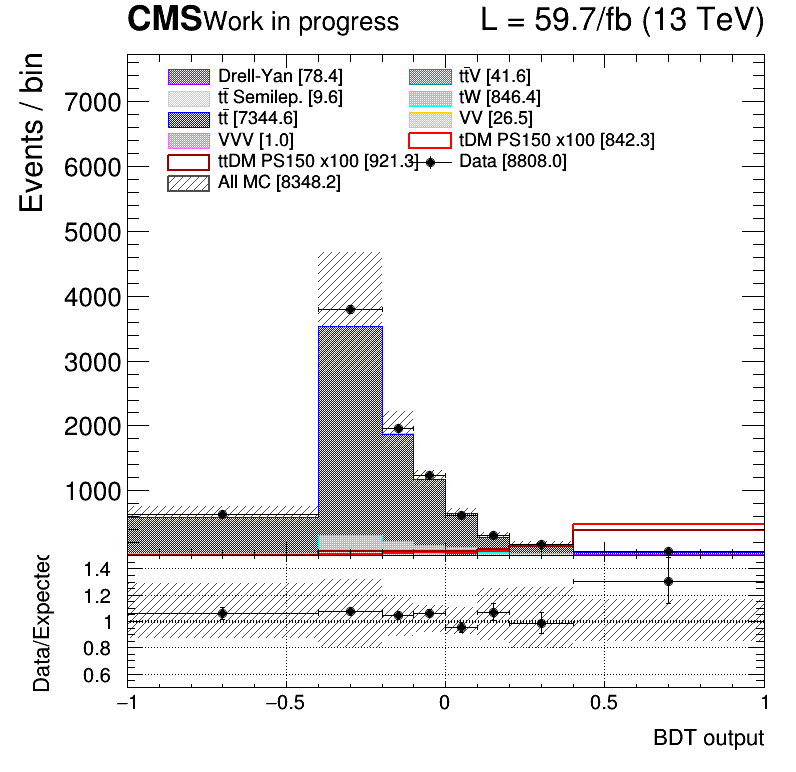 CMS Work in progress L = 59.7/fb (13 TeV)
Events / bin
Drell-Yan [78.4] tt̄V [41.6]
tt̄ Semilep. [9.6] tW [846.4]
tt̄ [7344.6] VV [26.5]
VVV [1.0] tDM PS150 x100 [842.3]
ttDM PS150 x100 [921.3] Data [8808.0]
All MC [8348.2]
7000
6000
5000
4000
3000
2000
1000
Data/Expected
1.4
1.2
1
0.8
0.6
−1 −0.5 0 0.5 1
BDT output